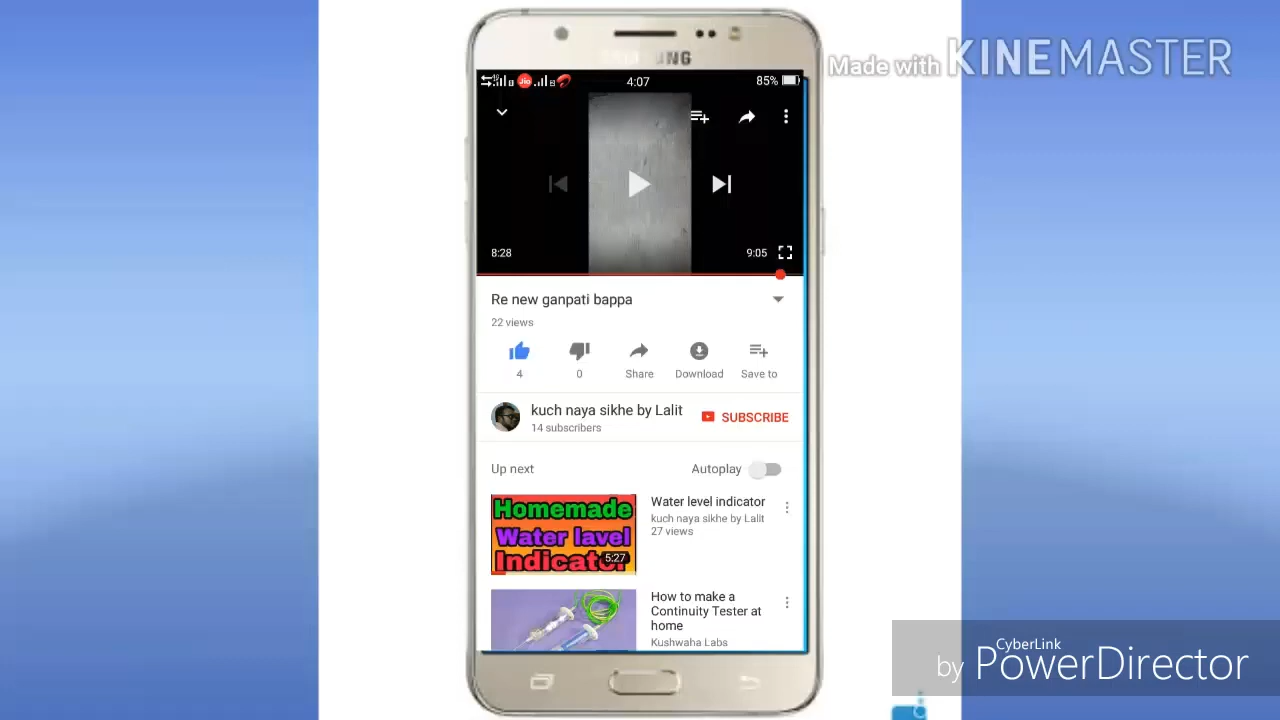 Made with KINEMASTER
4:07
85%
8:28
9:05
Re new ganpati bappa
22 views
4
0
Share
Download
Save to
kuch naya sikhe by Lalit
SUBSCRIBE
14 subscribers
Up next
Autoplay
Homemade
Water lavel
Indicator
5:27
Water level indicator
kuch naya sikhe by Lalit
27 views
How to make a
Continuity Tester at
home
Kushwaha Labs
CyberLink
by PowerDirector